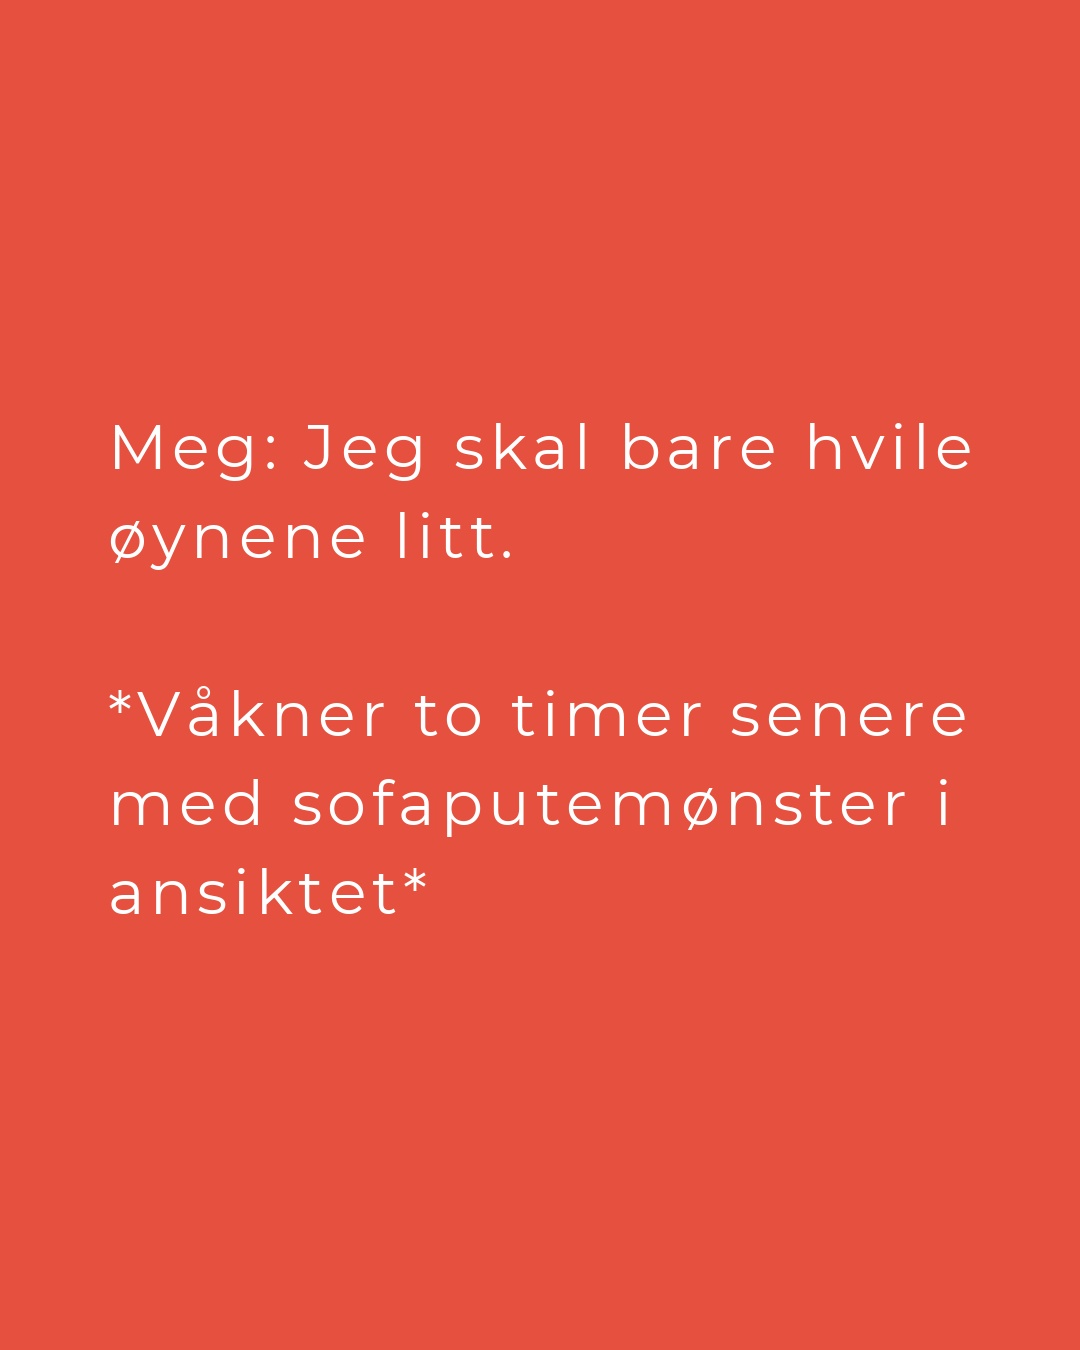 Meg: Jeg skal bare hvile
øynene litt.
*Våkner to timer senere
med sofaputemønster i
ansiktet*